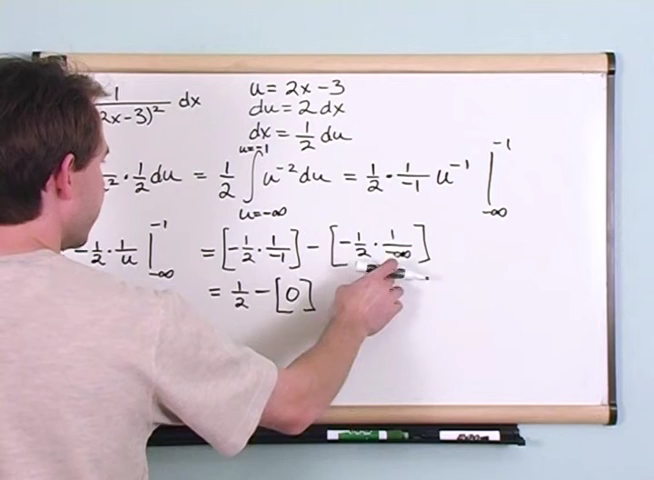 1/(2x-3)² dx
u = 2x - 3
du = 2 dx
dx = 1/2 du
² · 1/2 du = 1/2 ∫_{u=-∞}^{u=-1} u⁻² du = 1/2 · 1/-1 u⁻¹ |_{-∞}^{-1}
-1/2 · 1/u |_{-∞}^{-1} = [-1/2 · 1/-1] - [-1/2 · 1/-∞]
= 1/2 - [0]